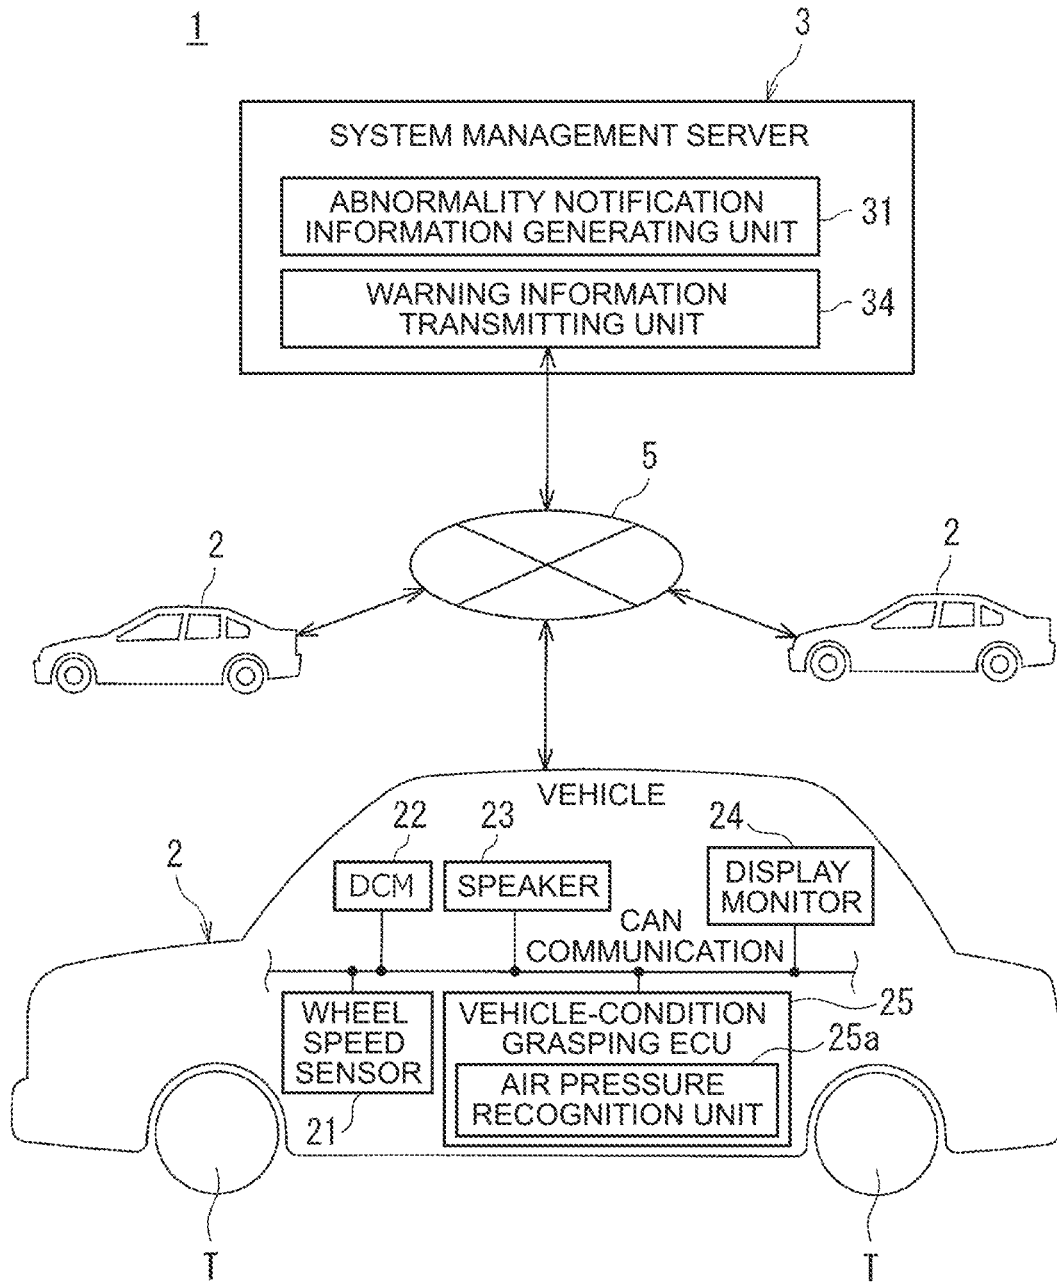 1
3
SYSTEM MANAGEMENT SERVER
ABNORMALITY NOTIFICATION
INFORMATION GENERATING UNIT
31
WARNING INFORMATION
TRANSMITTING UNIT
34
5
2
2
VEHICLE
22
23
24
2
DCM
SPEAKER
DISPLAY
MONITOR
CAN
COMMUNICATION
WHEEL
SPEED
SENSOR
21
VEHICLE-CONDITION
GRASPING ECU
25
25a
AIR PRESSURE
RECOGNITION UNIT
T
T